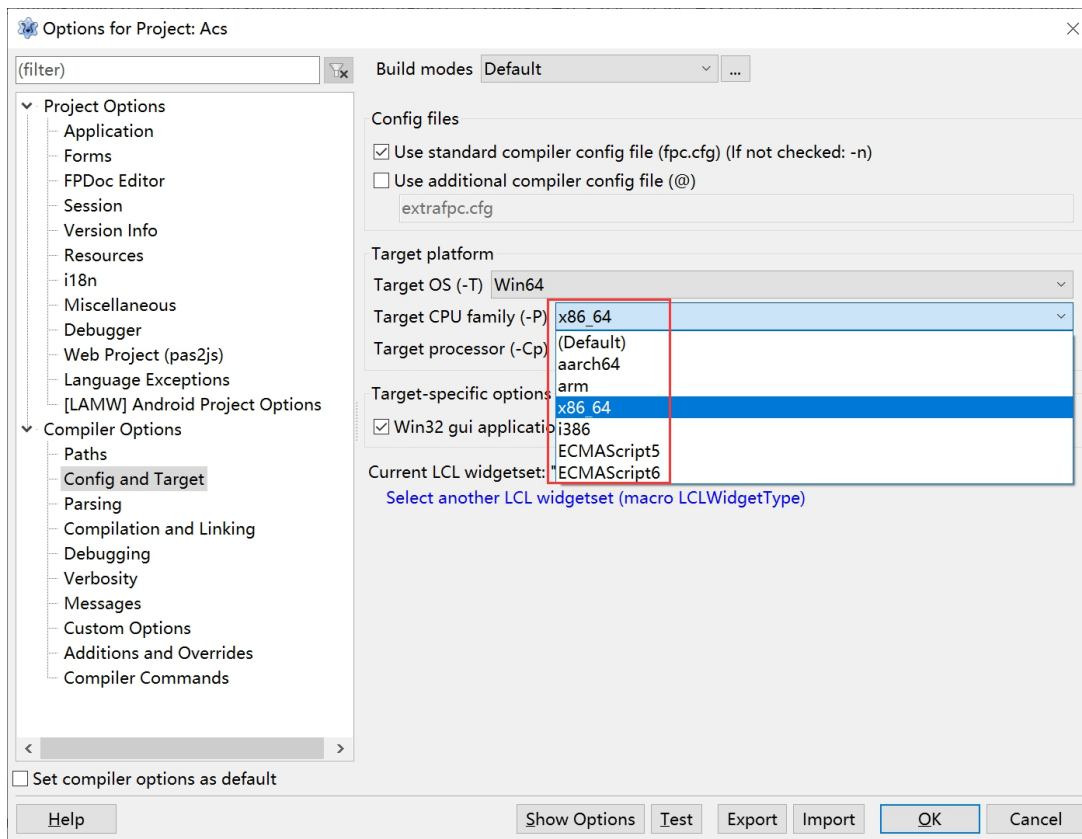 Options for Project: Acs
(filter)
Build modes Default ...
Project Options
Application
Forms
FPDoc Editor
Session
Version Info
Resources
i18n
Miscellaneous
Debugger
Web Project (pas2js)
Language Exceptions
[LAMW] Android Project Options
Compiler Options
Paths
Config and Target
Parsing
Compilation and Linking
Debugging
Verbosity
Messages
Custom Options
Additions and Overrides
Compiler Commands
Set compiler options as default
Config files
Use standard compiler config file (fpc.cfg) (If not checked: -n)
Use additional compiler config file (@)
extrafpc.cfg
Target platform
Target OS (-T) Win64
Target CPU family (-P) x86_64
(Default)
aarch64
arm
x86_64
i386
ECMAScript5
ECMAScript6
Target processor (-Cp)
Target-specific options
Win32 gui applicatio
Current LCL widgetset: "
Select another LCL widgetset (macro LCLWidgetType)
Help Show Options Test Export Import OK Cancel